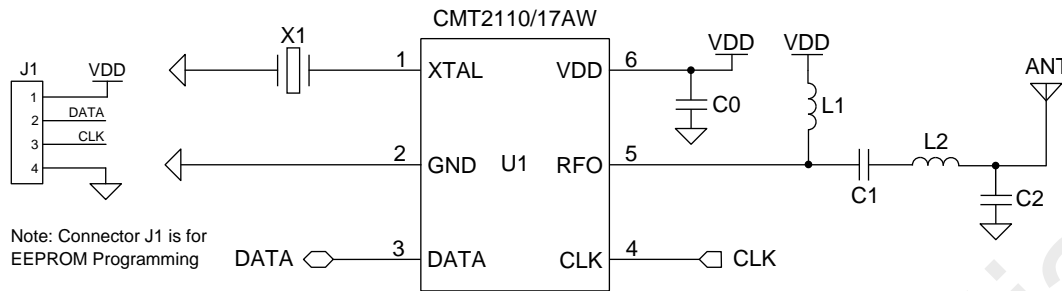 CMT2110/17AW
X1
J1
VDD
1
2
3
4
DATA
CLK
1
XTAL
VDD
6
VDD
VDD
ANT
C0
L1
2
GND
U1
RFO
5
L2
C1
C2
Note: Connector J1 is for
EEPROM Programming
DATA
3
DATA
CLK
4
CLK